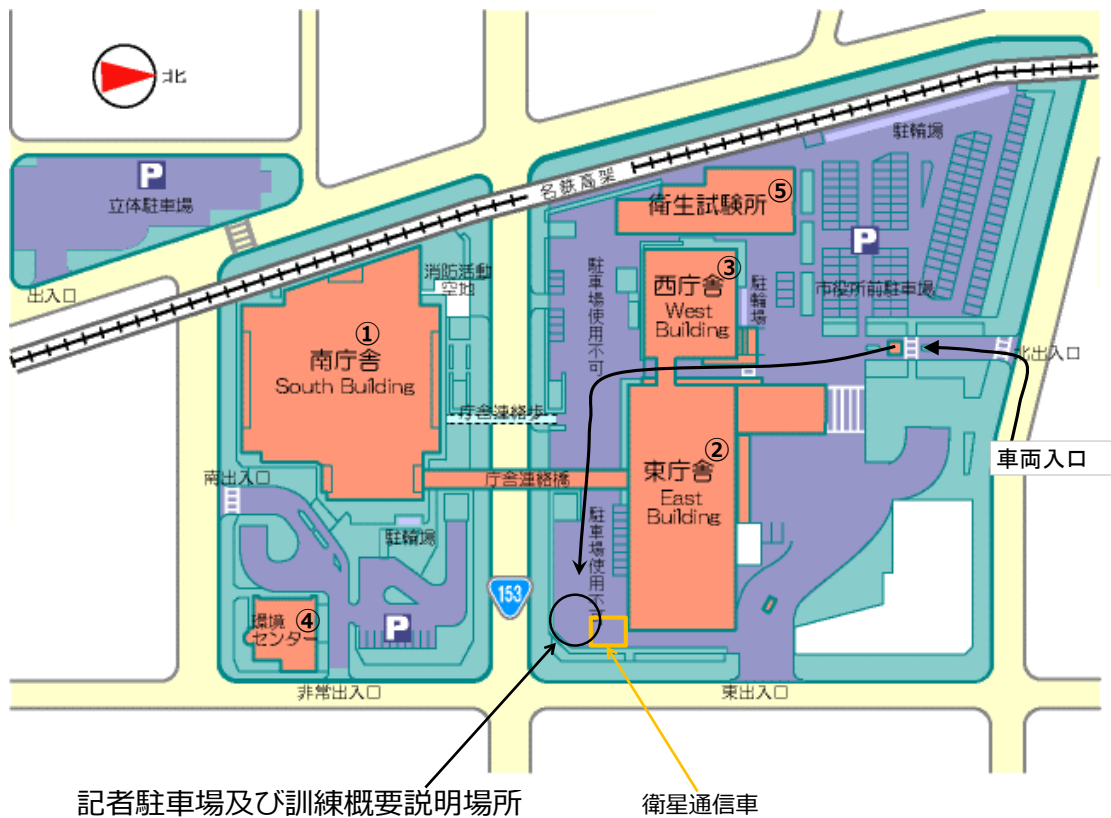 北
P
立体駐車場
出入口
名鉄高架
駐輪場
⑤
衛生試験所
P
市役所前駐車場
消防活動
空地
駐車場使用不可
③
西庁舎
West
Building
駐輪場
北出入口
①
南庁舎
South Building
庁舎連絡歩
車両入口
南出入口
庁舎連絡橋
②
東庁舎
East
Building
駐車場使用不可
駐輪場
153
④
環境
センター
P
非常出入口
東出入口
記者駐車場及び訓練概要説明場所
衛星通信車